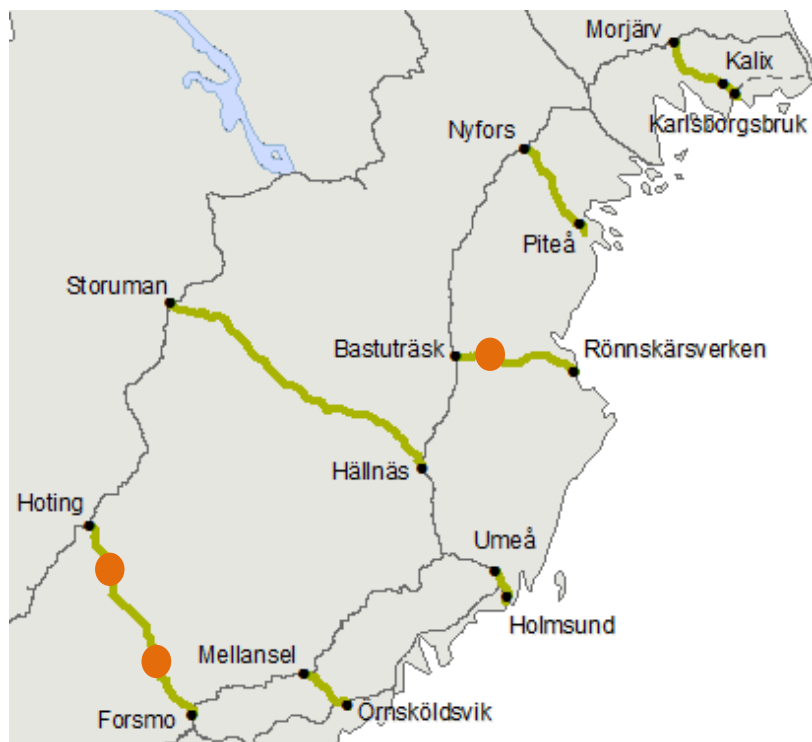 Morjärv
Kalix
Karlsborgsbruk
Nyfors
Piteå
Storuman
Bastuträsk
Rönnskärsverken
Hällnäs
Hoting
Umeå
Holmsund
Mellansel
Forsmo
Örnsköldsvik